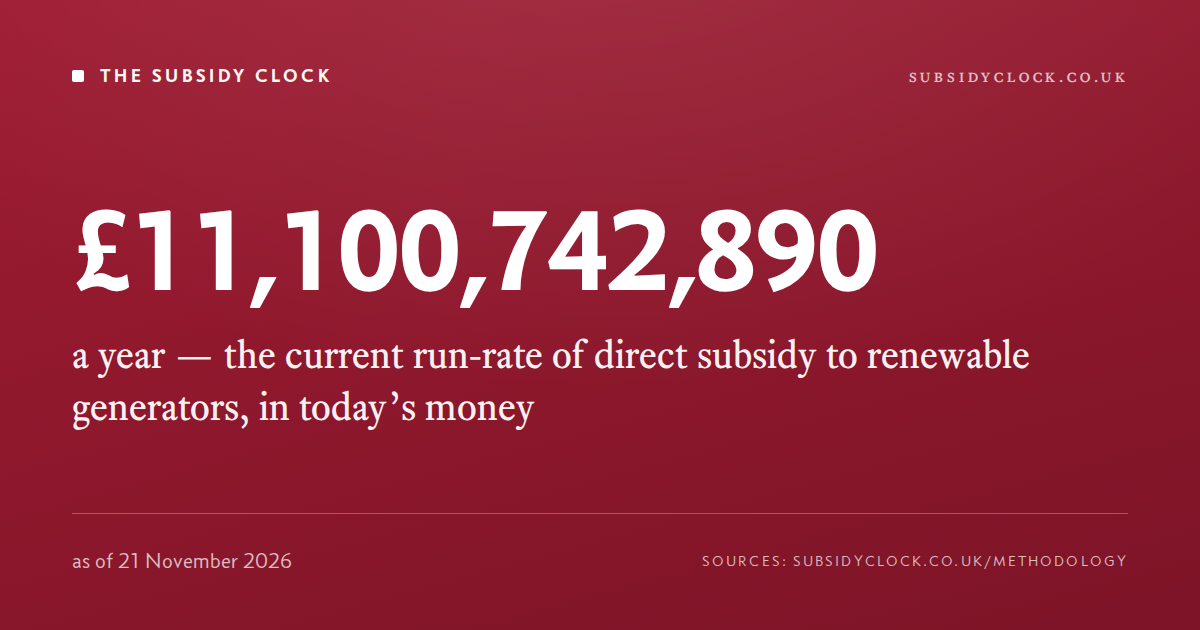 THE SUBSIDY CLOCK
SUBSIDYCLOCK.CO.UK
£11,100,742,890
a year — the current run-rate of direct subsidy to renewable
generators, in today’s money
as of 21 November 2026
SOURCES: SUBSIDYCLOCK.CO.UK/METHODOLOGY